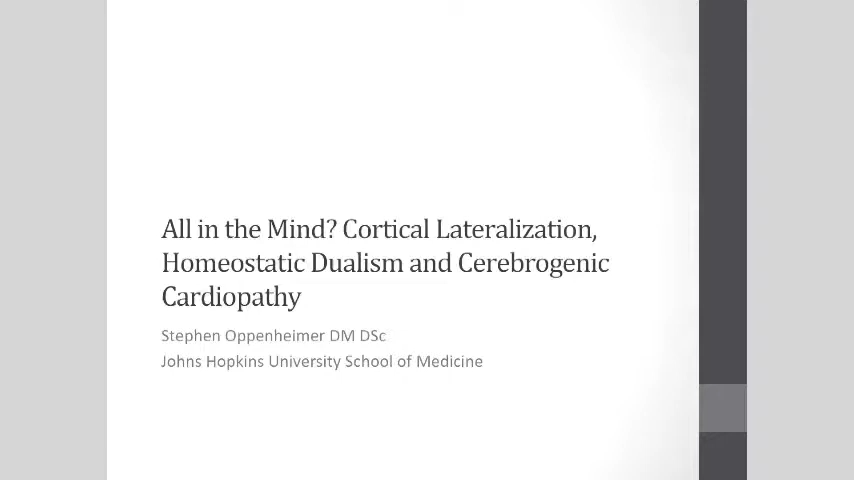 All in the Mind? Cortical Lateralization,
Homeostatic Dualism and Cerebrogenic
Cardiopathy
Stephen Oppenheimer DM DSc
Johns Hopkins University School of Medicine